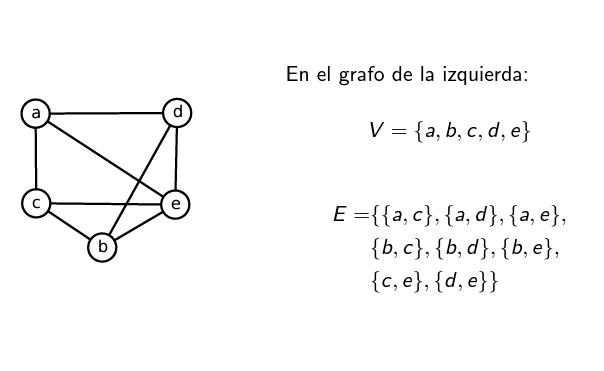 En el grafo de la izquierda:
a
d
V = {a, b, c, d, e}
c
e
E ={{a, c}, {a, d}, {a, e},
b
{b, c}, {b, d}, {b, e},
{c, e}, {d, e}}